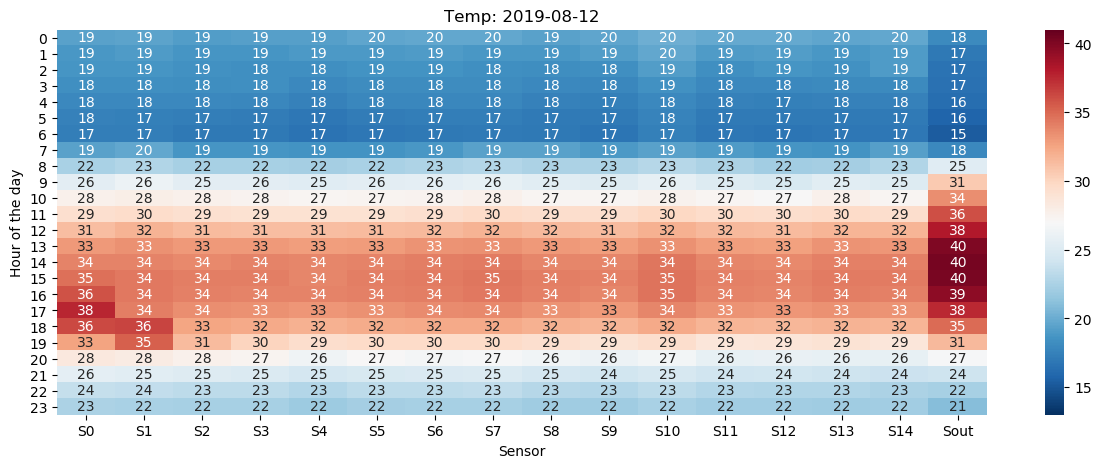 Temp: 2019-08-12
0 19 19 19 19 19 20 20 20 19 20 20 20 20 20 20 18
1 19 19 19 19 19 19 19 19 19 19 20 19 19 19 19 17
2 19 19 19 18 18 19 19 18 18 18 19 18 19 18 19 17
3 18 18 18 18 18 18 18 18 18 18 19 18 18 18 18 17
4 18 18 18 18 17 18 18 18 17 17 18 18 17 18 18 16
5 18 17 17 17 17 17 17 17 17 17 18 17 17 17 17 16
6 17 17 17 17 17 17 17 17 17 17 17 17 17 17 17 15
7 19 20 19 19 19 19 19 19 19 19 19 19 19 19 19 18
8 22 23 22 22 22 22 23 23 23 23 23 23 22 22 23 25
9 26 26 25 26 25 26 26 26 25 25 26 25 25 25 25 31
10 28 28 28 28 27 27 28 28 27 27 28 27 27 28 27 34
11 29 30 29 29 29 29 29 30 29 29 30 30 30 30 29 36
12 31 32 31 31 31 31 32 32 32 31 32 32 31 32 32 38
13 33 33 33 33 33 33 33 33 33 33 33 33 33 33 33 40
14 34 34 34 34 34 34 34 34 34 34 34 34 34 34 34 40
15 35 34 34 34 34 34 34 35 34 34 35 34 34 34 34 40
16 36 34 34 34 34 34 34 34 34 34 35 34 34 34 34 39
17 38 34 34 33 33 33 34 34 33 33 34 33 33 33 33 38
18 36 36 33 32 32 32 32 32 32 32 32 32 32 32 32 35
19 33 35 31 30 29 30 30 30 29 29 29 29 29 29 29 31
20 28 28 28 27 26 27 27 27 26 26 27 26 26 26 26 27
21 26 25 25 25 25 25 25 25 25 24 25 24 24 24 24 24
22 24 24 23 23 23 23 23 23 23 23 23 23 23 23 23 22
23 23 22 22 22 22 22 22 22 22 22 22 22 22 22 22 21
S0 S1 S2 S3 S4 S5 S6 S7 S8 S9 S10 S11 S12 S13 S14 Sout
Sensor
Hour of the day
40
35
30
25
20
15